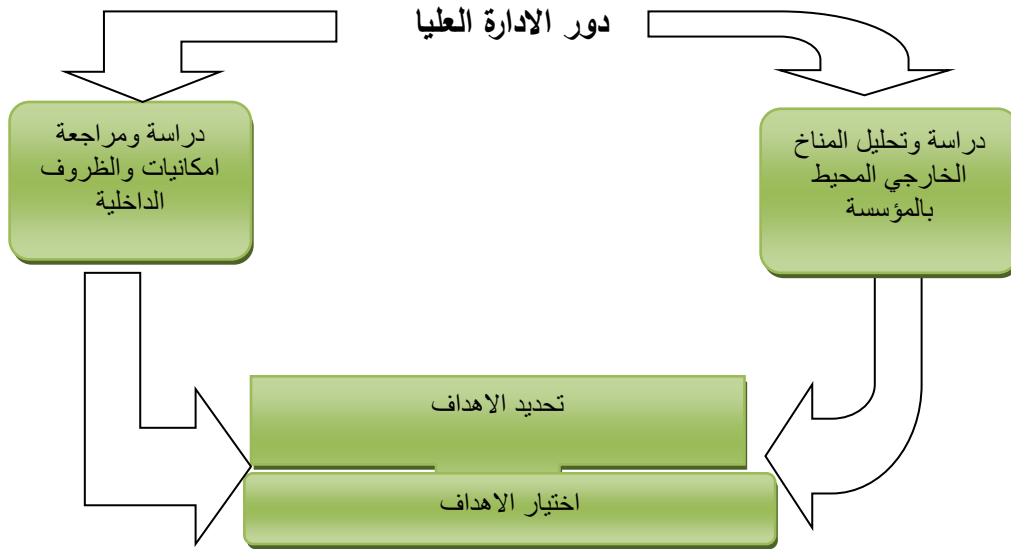 دور الادارة العليا
دراسة وتحليل المناخ
الخارجي المحيط
بالمؤسسة
دراسة ومراجعة
امكانيات والظروف
الداخلية
تحديد الاهداف
اختيار الاهداف